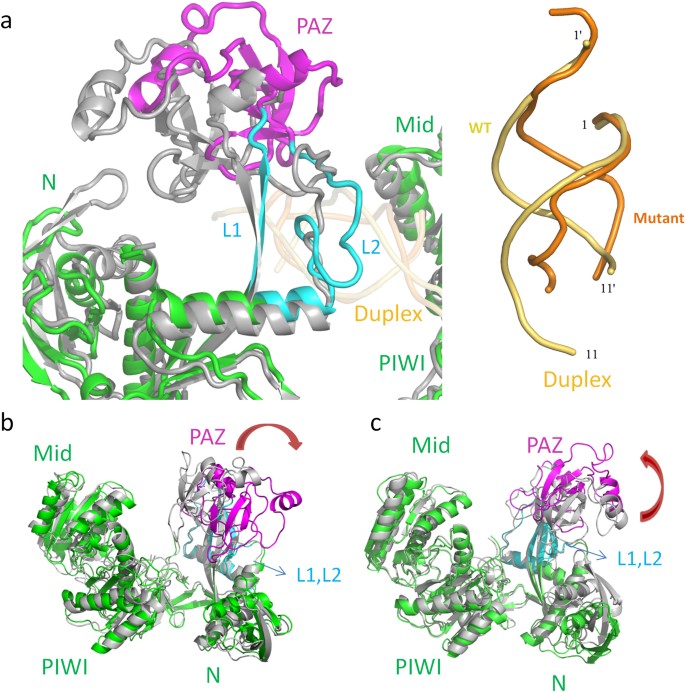 a
PAZ
Mid
N
L1
L2
Duplex
PIWI
1'
WT
1
Mutant
11'
11
Duplex
b
PAZ
Mid
L1,L2
PIWI
N
c
PAZ
Mid
L1,L2
PIWI
N